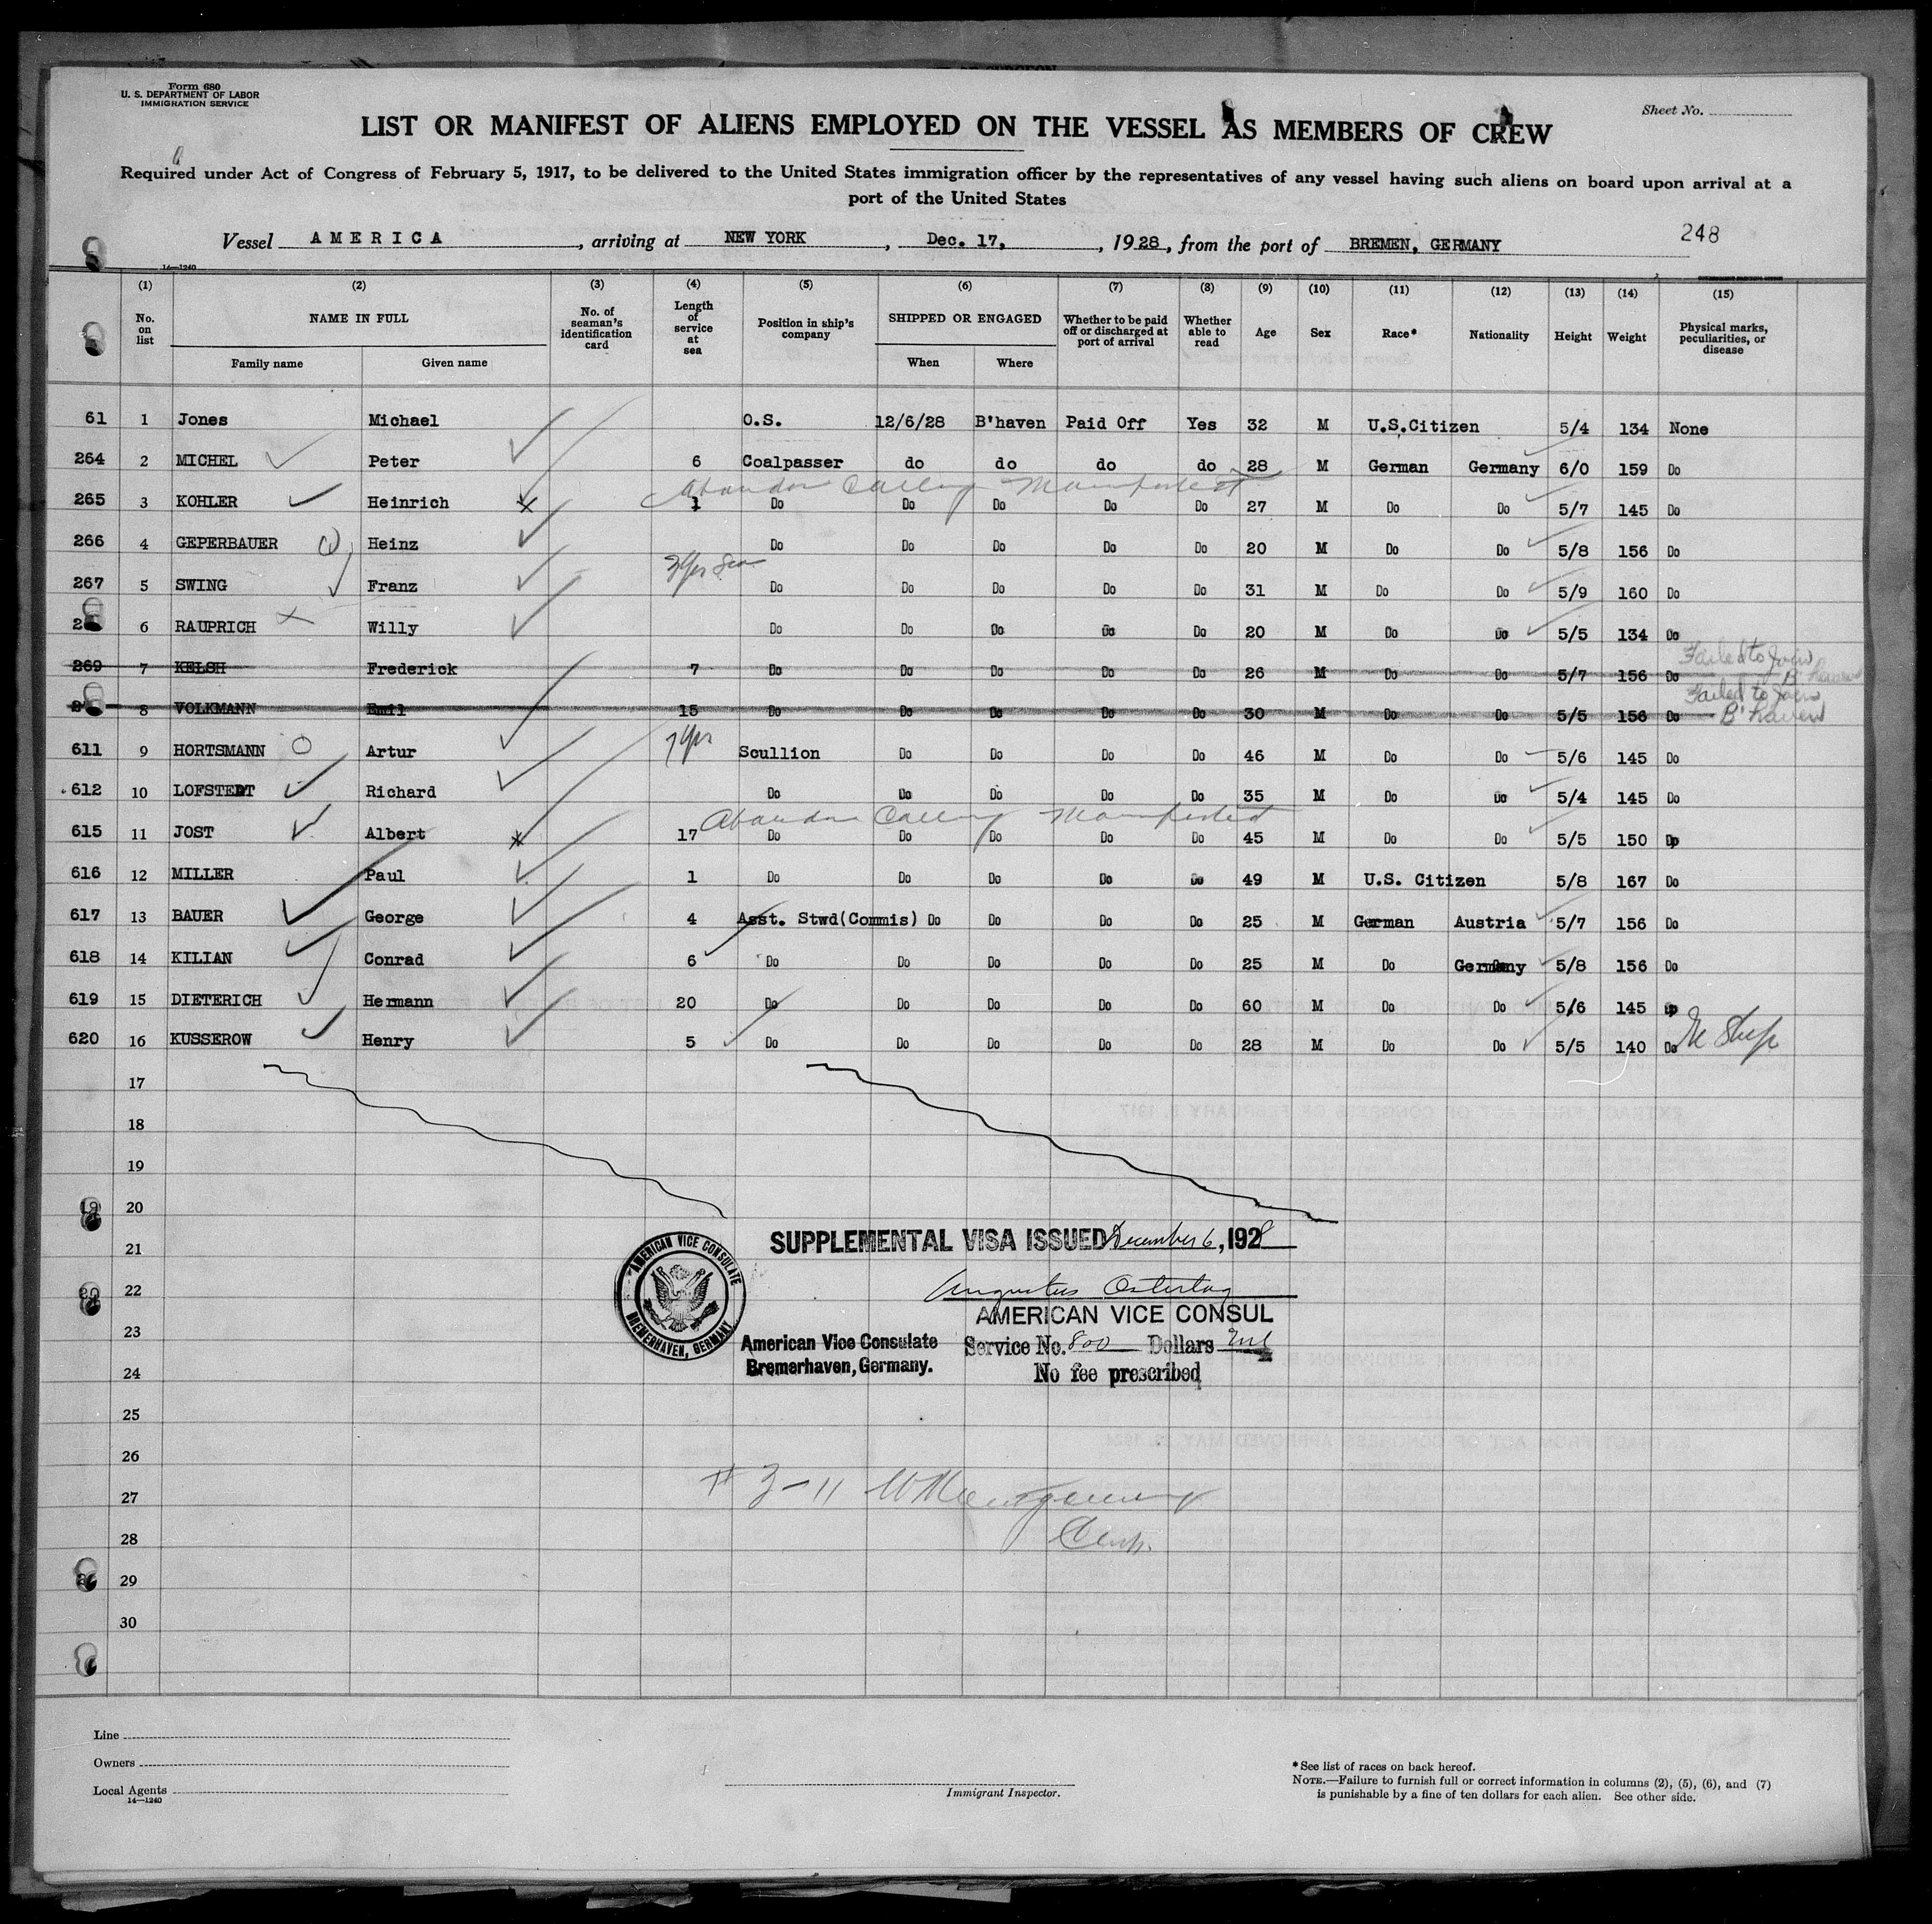 Form 680
U. S. DEPARTMENT OF LABOR
IMMIGRATION SERVICE
Sheet No.
LIST OR MANIFEST OF ALIENS EMPLOYED ON THE VESSEL AS MEMBERS OF CREW
Required under Act of Congress of February 5, 1917, to be delivered to the United States immigration officer by the representatives of any vessel having such aliens on board upon arrival at a
port of the United States
Vessel AMERICA, arriving at NEW YORK, Dec. 17, 1928, from the port of BREMEN, GERMANY 248
14—1240
(1) (2) (3) (4) (5) (6) (7) (8) (9) (10) (11) (12) (13) (14) (15)
No. on list NAME IN FULL Family name Given name No. of seaman's identification card Length of service at sea Position in ship's company SHIPPED OR ENGAGED When Where Whether to be paid off or discharged at port of arrival Whether able to read Age Sex Race* Nationality Height Weight Physical marks, peculiarities, or disease
61 1 Jones Michael O.S. 12/6/28 B'haven Paid Off Yes 32 M U.S.Citizen 5/4 134 None
264 2 MICHEL Peter 6 Coalpasser do do do do 28 M German Germany 6/0 159 Do
Abandon Calling Manifested
265 3 KOHLER Heinrich x 1 Do Do Do Do Do 27 M Do Do 5/7 145 Do
266 4 GEPERBAUER Heinz Do Do Do Do Do 20 M Do Do 5/8 156 Do
267 5 SWING Franz Do Do Do Do Do 31 M Do Do 5/9 160 Do
6 RAUPRICH Willy Do Do Do Do Do 20 M Do Do 5/5 134 Do
269 7 KELSH Frederick 7 Do Do Do Do Do 26 M Do Do 5/7 156 Do Failed to Join B'haven
8 VOLKMANN Emil 15 Do Do Do Do Do 30 M Do Do 5/5 156 Do Failed to Join B'haven
611 9 HORTSMANN Artur 7 yrs Scullion Do Do Do Do 46 M Do Do 5/6 145 Do
612 10 LOFSTEDT Richard Do Do Do Do Do 35 M Do Do 5/4 145 Do
Abandon Calling Manifested
615 11 JOST Albert x 17 Do Do Do Do Do 45 M Do Do 5/5 150 Do
616 12 MILLER Paul 1 Do Do Do Do Do 49 M U.S. Citizen 5/8 167 Do
617 13 BAUER George 4 Asst. Stwd(Commis) Do Do Do Do 25 M German Austria 5/7 156 Do
618 14 KILIAN Conrad 6 Do Do Do Do Do 25 M Do Germany 5/8 156 Do
619 15 DIETERICH Hermann 20 Do Do Do Do Do 60 M Do Do 5/6 145 Do
620 16 KUSSEROW Henry 5 Do Do Do Do Do 28 M Do Do 5/5 140 Do
17
18
19
20
21
22
23
24
25
26
27
28
29
30
SUPPLEMENTAL VISA ISSUED December 6, 1928
AMERICAN VICE CONSULATE
BREMERHAVEN, GERMANY
Augustus Ostertag
AMERICAN VICE CONSUL
American Vice Consulate
Bremerhaven, Germany.
Service No. 800 Dollars Nil
No fee prescribed
# 3-11 W Montgomery
Line
Owners
Local Agents
14—1240
Immigrant Inspector.
*See list of races on back hereof.
NOTE.—Failure to furnish full or correct information in columns (2), (5), (6), and (7)
is punishable by a fine of ten dollars for each alien. See other side.